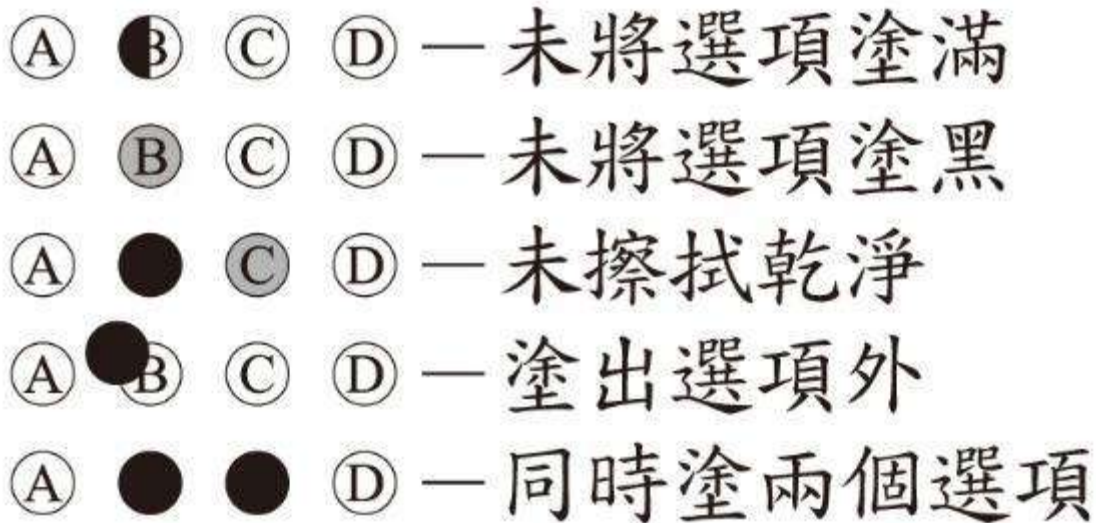 A B C D — 未將選項塗滿
A B C D — 未將選項塗黑
A C D — 未擦拭乾淨
A B C D — 塗出選項外
A D — 同時塗兩個選項